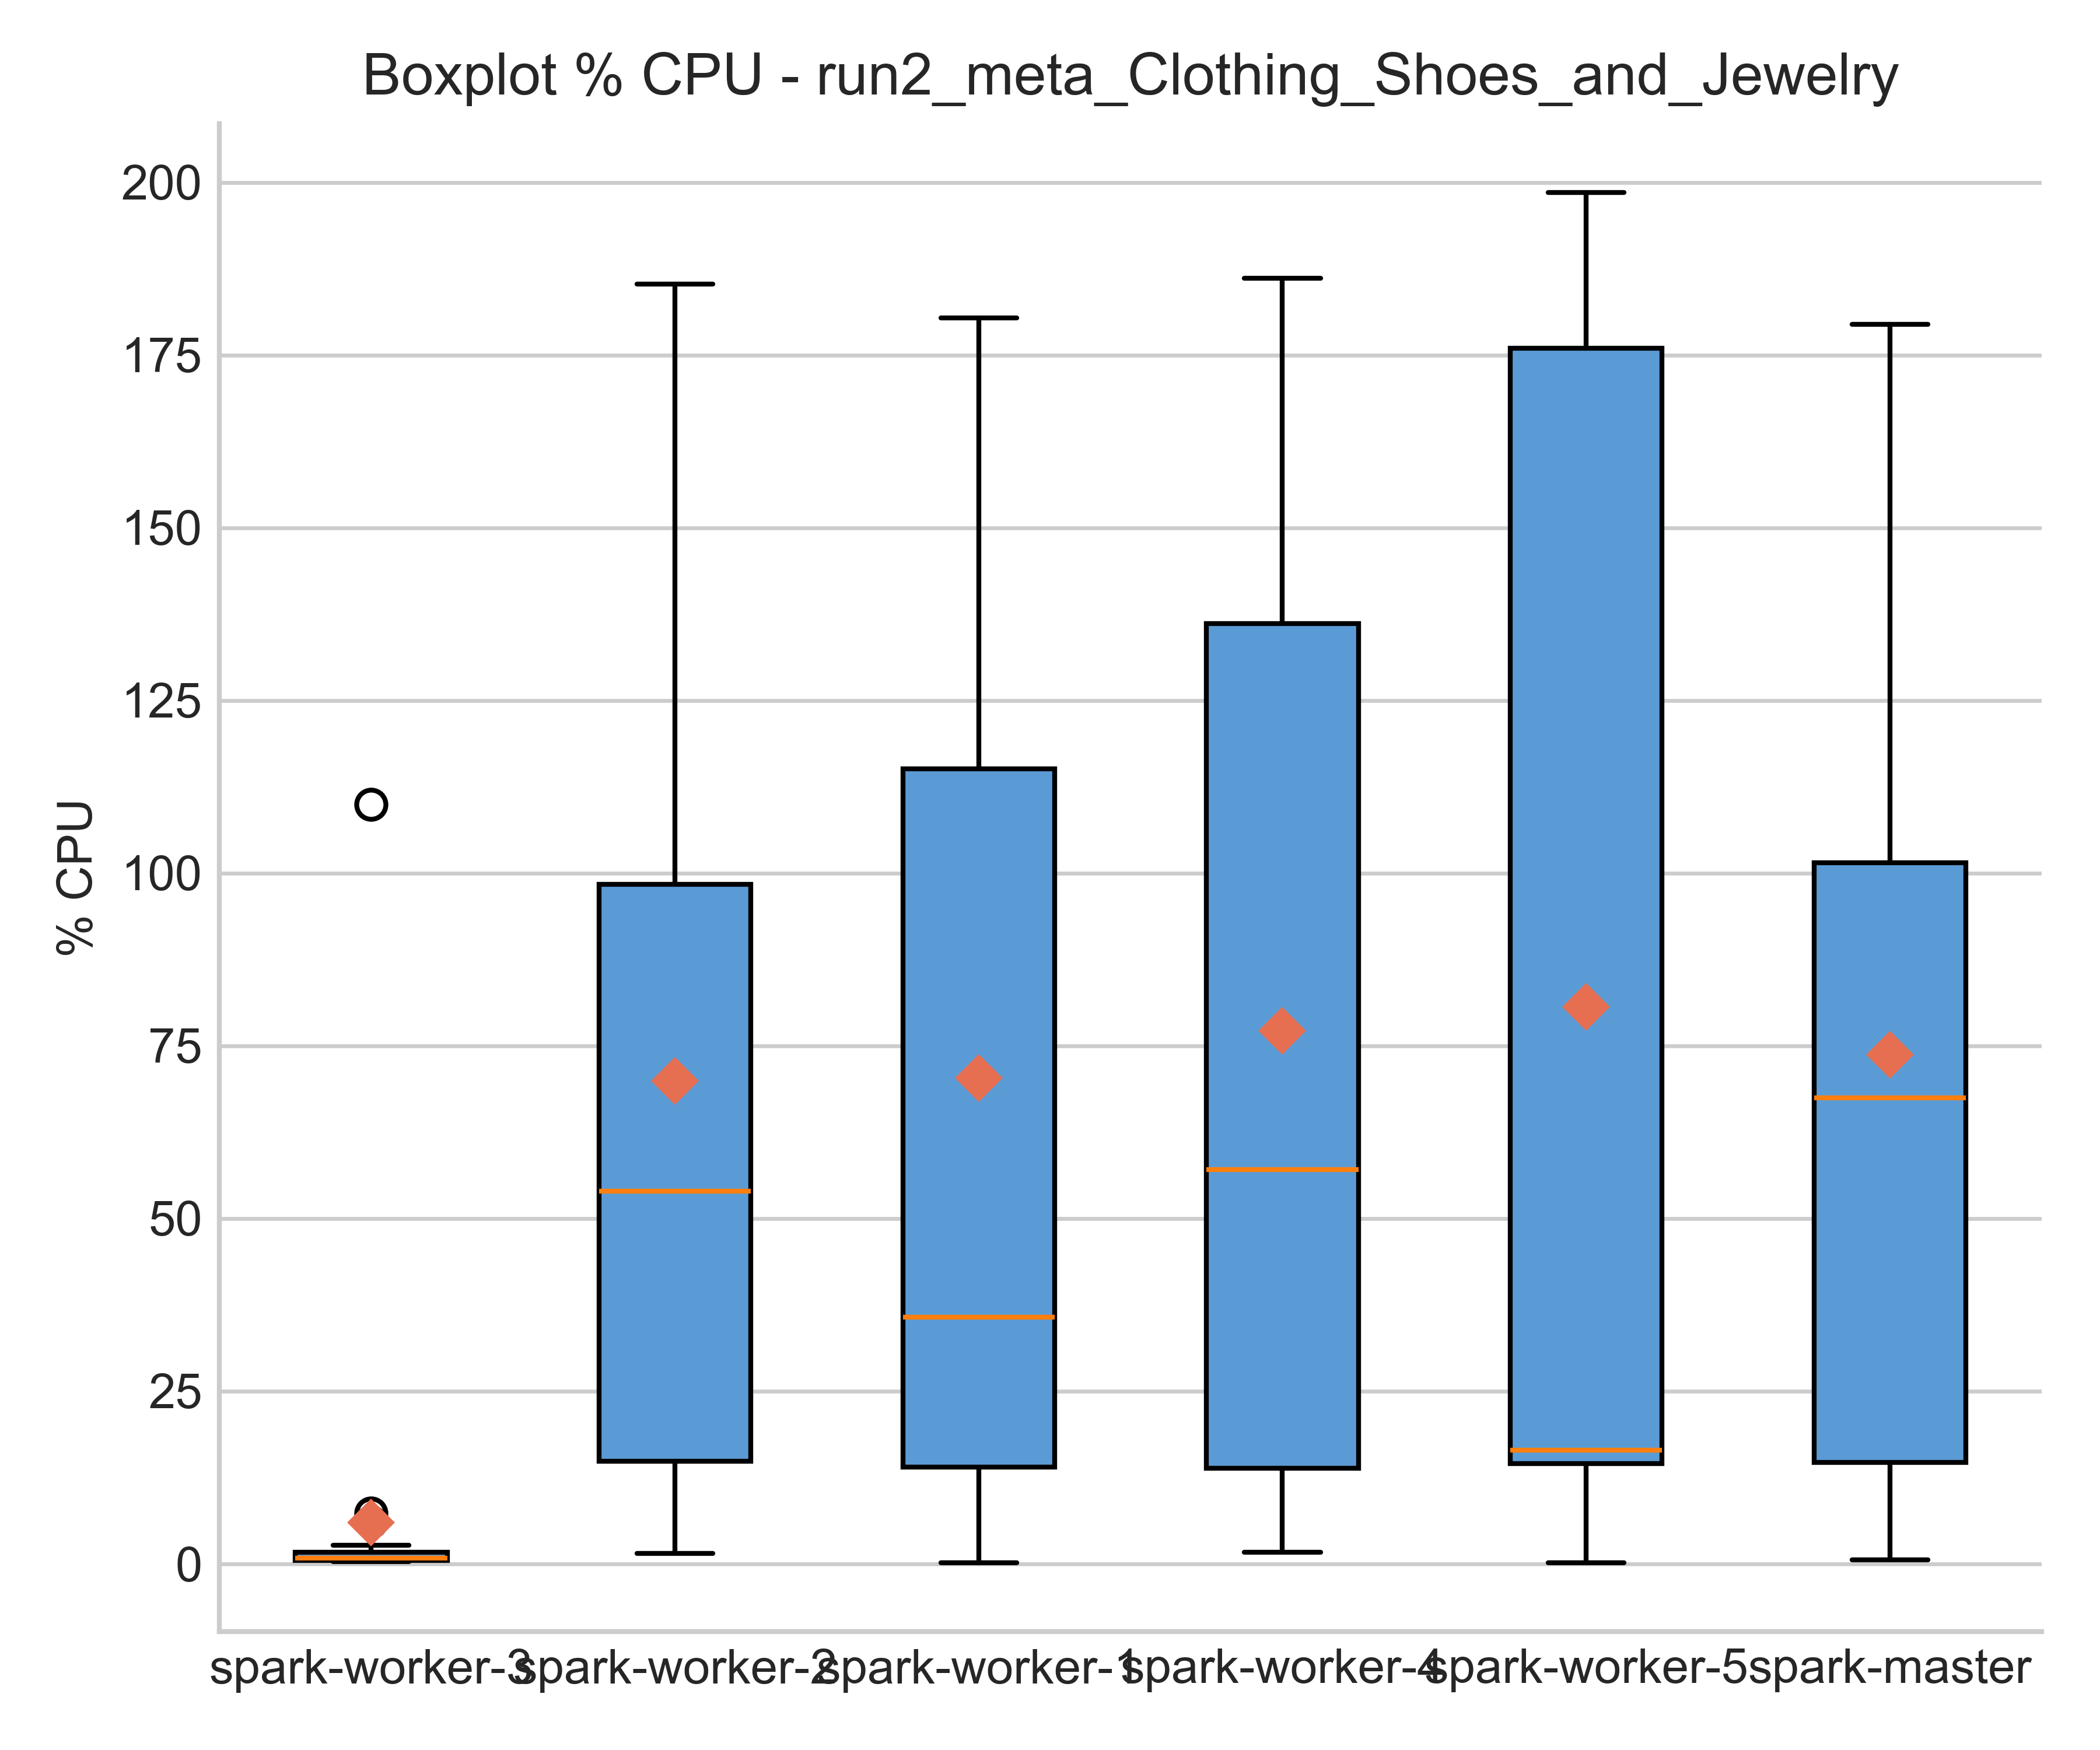 Boxplot % CPU - run2_meta_Clothing_Shoes_and_Jewelry
200
175
150
125
100
75
50
25
0
% CPU
spark-worker-3
spark-worker-2
spark-worker-1
spark-worker-4
spark-worker-5
spark-master